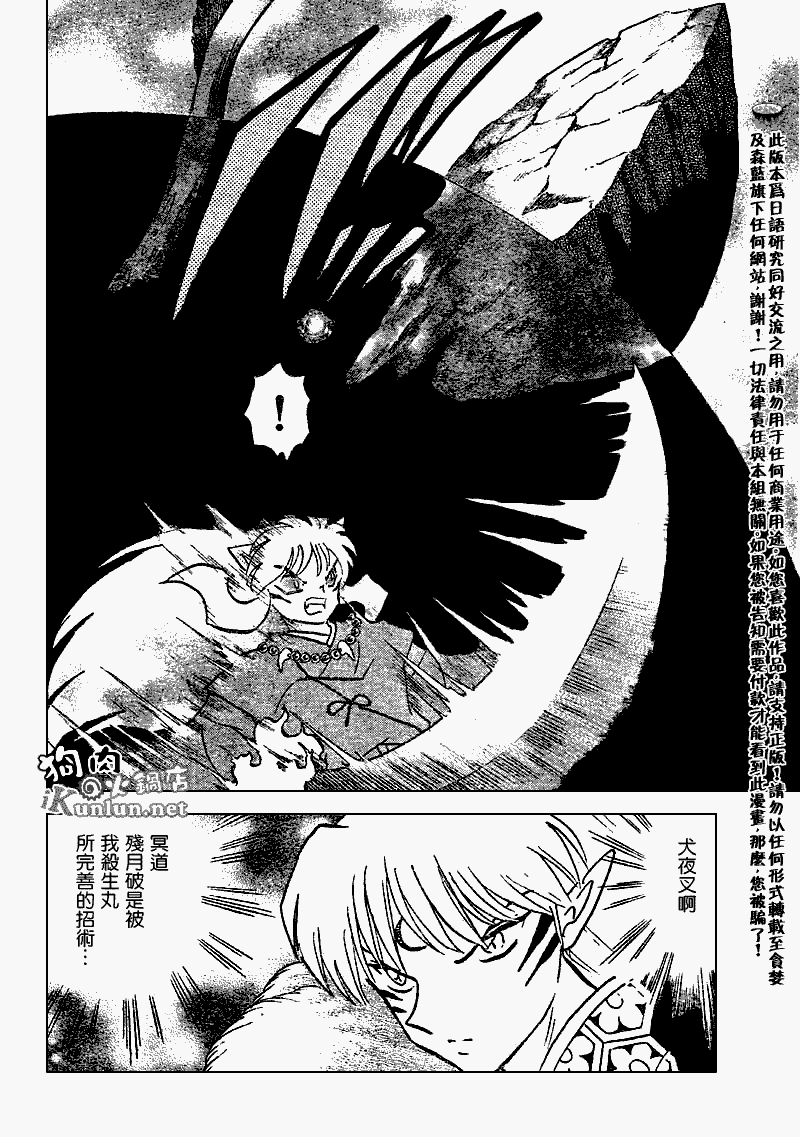 此版本爲日語研究同好交流之用，請勿用于任何商業用途。如您喜歡此作品，請支持正版！請勿以任何形式轉載至貪婪
及森藍旗下任何網站，謝謝！一切法律責任與本組無關。如果您被告知需要付款才能看到此漫畫，那麼，您被騙了！
！
狗肉
火鍋店
iKunlun.net
犬夜叉啊
冥道
殘月破是被
我殺生丸
所完善的招術…